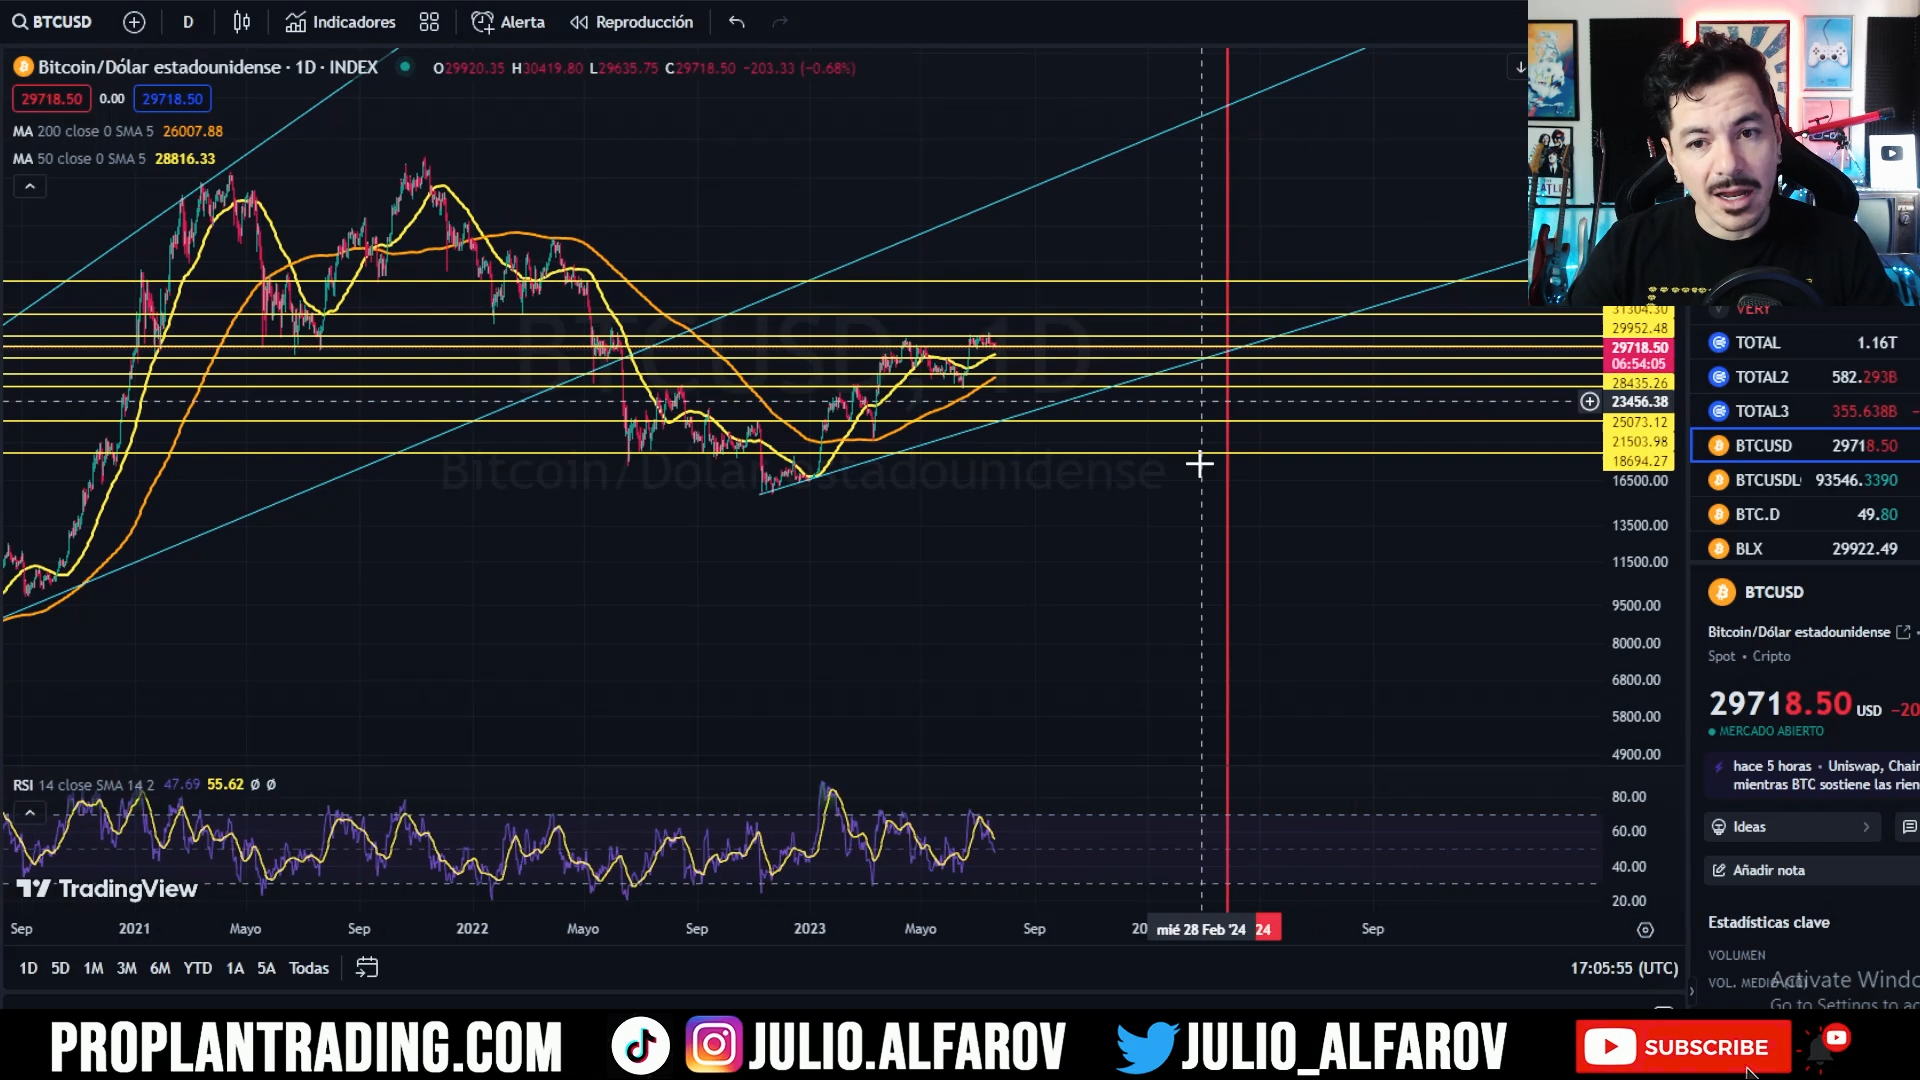 BTCUSD D Indicadores Alerta Reproducción
Bitcoin/Dólar estadounidense · 1D · INDEX O29920.35 H30419.80 L29635.75 C29718.50 −203.33 (−0.68%)
29718.50 0.00 29718.50
MA 200 close 0 SMA 5 26007.88
MA 50 close 0 SMA 5 28816.33
BTCUSD, 1D
Bitcoin/Dólar estadounidense
31304.30
29952.48
29718.50
06:54:05
28435.26
23456.38
25073.12
21503.98
18694.27
16500.00
13500.00
11500.00
9500.00
8000.00
6800.00
5800.00
4900.00
RSI 14 close SMA 14 2 47.69 55.62 Ø Ø
80.00
60.00
40.00
20.00
TradingView
Sep 2021 Mayo Sep 2022 Mayo Sep 2023 Mayo Sep 20 mié 28 Feb '24 24 Sep
1D 5D 1M 3M 6M YTD 1A 5A Todas
17:05:55 (UTC)
VERY
TOTAL 1.16T
TOTAL2 582.293B
TOTAL3 355.638B
BTCUSD 29718.50
BTCUSDL 93546.3390
BTC.D 49.80
BLX 29922.49
BTCUSD
Bitcoin/Dólar estadounidense
Spot • Cripto
29718.50 USD −20
MERCADO ABIERTO
hace 5 horas • Uniswap, Chain
mientras BTC sostiene las rien
Ideas
Añadir nota
Estadísticas clave
VOLUMEN
VOL. MEDIO (10)
Activate Windo
Go to Settings to ac
PROPLANTRADING.COM JULIO.ALFAROV JULIO_ALFAROV SUBSCRIBE